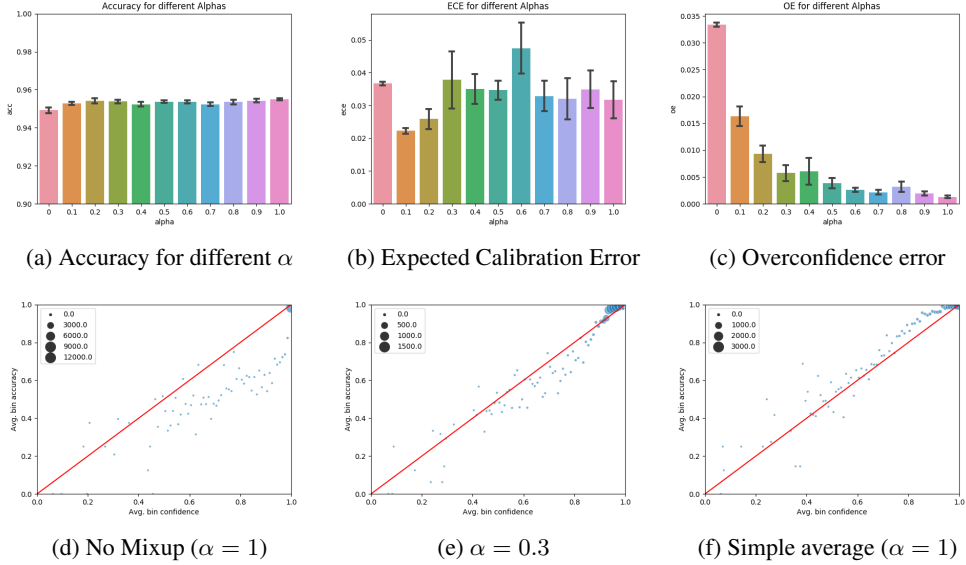 Accuracy for different Alphas
1.00
0.98
0.96
0.94
0.92
0.90
acc
0 0.1 0.2 0.3 0.4 0.5 0.6 0.7 0.8 0.9 1.0
alpha
(a) Accuracy for different α
ECE for different Alphas
0.05
0.04
0.03
0.02
0.01
0.00
ece
0 0.1 0.2 0.3 0.4 0.5 0.6 0.7 0.8 0.9 1.0
alpha
(b) Expected Calibration Error
OE for different Alphas
0.035
0.030
0.025
0.020
0.015
0.010
0.005
0.000
oe
0 0.1 0.2 0.3 0.4 0.5 0.6 0.7 0.8 0.9 1.0
alpha
(c) Overconfidence error
1.0
0.8
0.6
0.4
0.2
0.0
Avg. bin accuracy
0.0
3000.0
6000.0
9000.0
12000.0
0.0 0.2 0.4 0.6 0.8 1.0
Avg. bin confidence
(d) No Mixup (α = 1)
1.0
0.8
0.6
0.4
0.2
0.0
Avg. bin accuracy
0.0
500.0
1000.0
1500.0
0.0 0.2 0.4 0.6 0.8 1.0
Avg. bin confidence
(e) α = 0.3
1.0
0.8
0.6
0.4
0.2
0.0
Avg. bin accuracy
0.0
1000.0
2000.0
3000.0
0.0 0.2 0.4 0.6 0.8 1.0
Avg. bin confidence
(f) Simple average (α = 1)